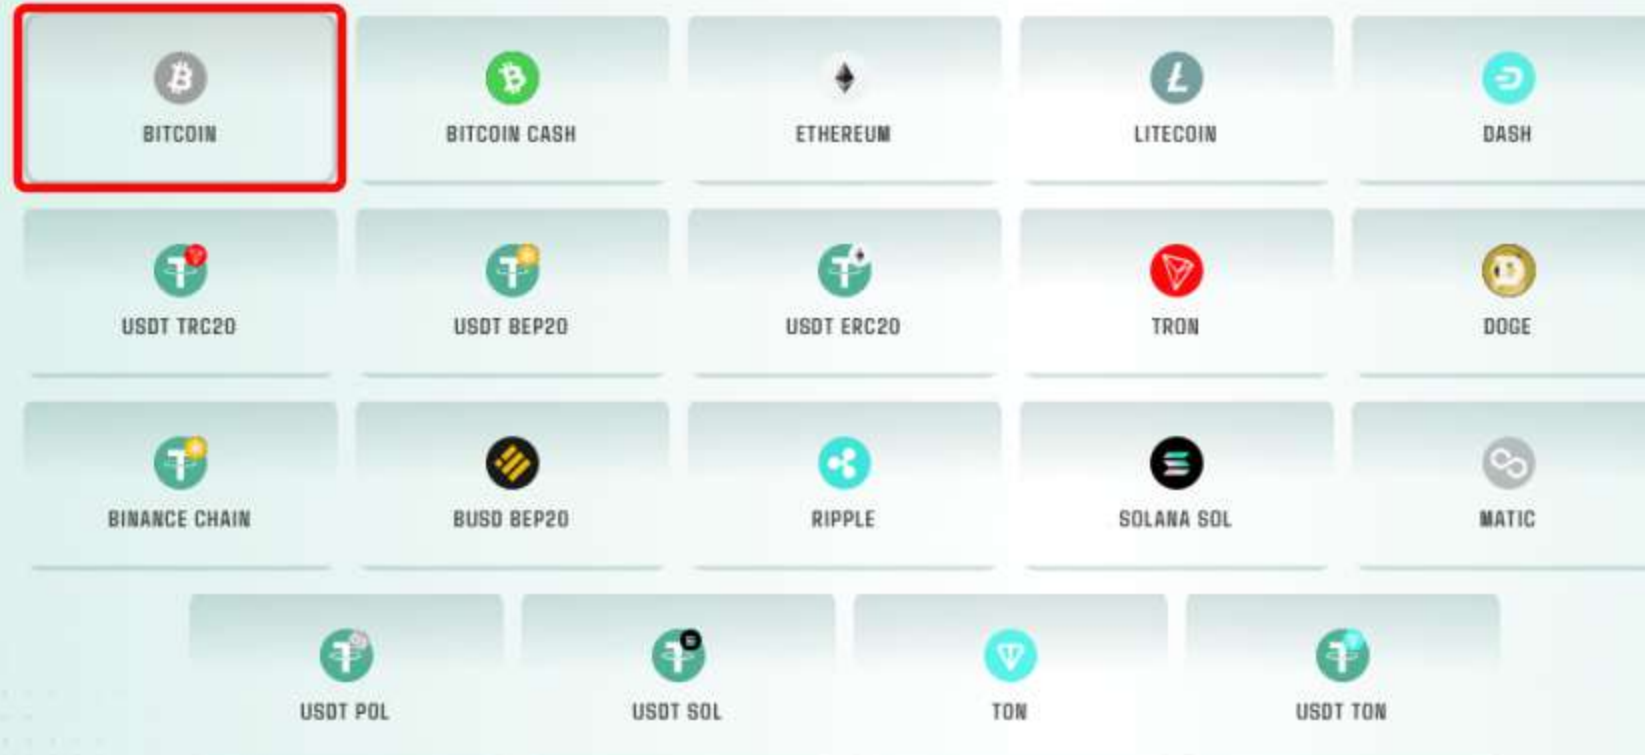 BITCOIN
BITCOIN CASH
ETHEREUM
LITECOIN
DASH
USDT TRC20
USDT BEP20
USDT ERC20
TRON
DOGE
BINANCE CHAIN
BUSD BEP20
RIPPLE
SOLANA SOL
MATIC
USDT POL
USDT SOL
TON
USDT TON